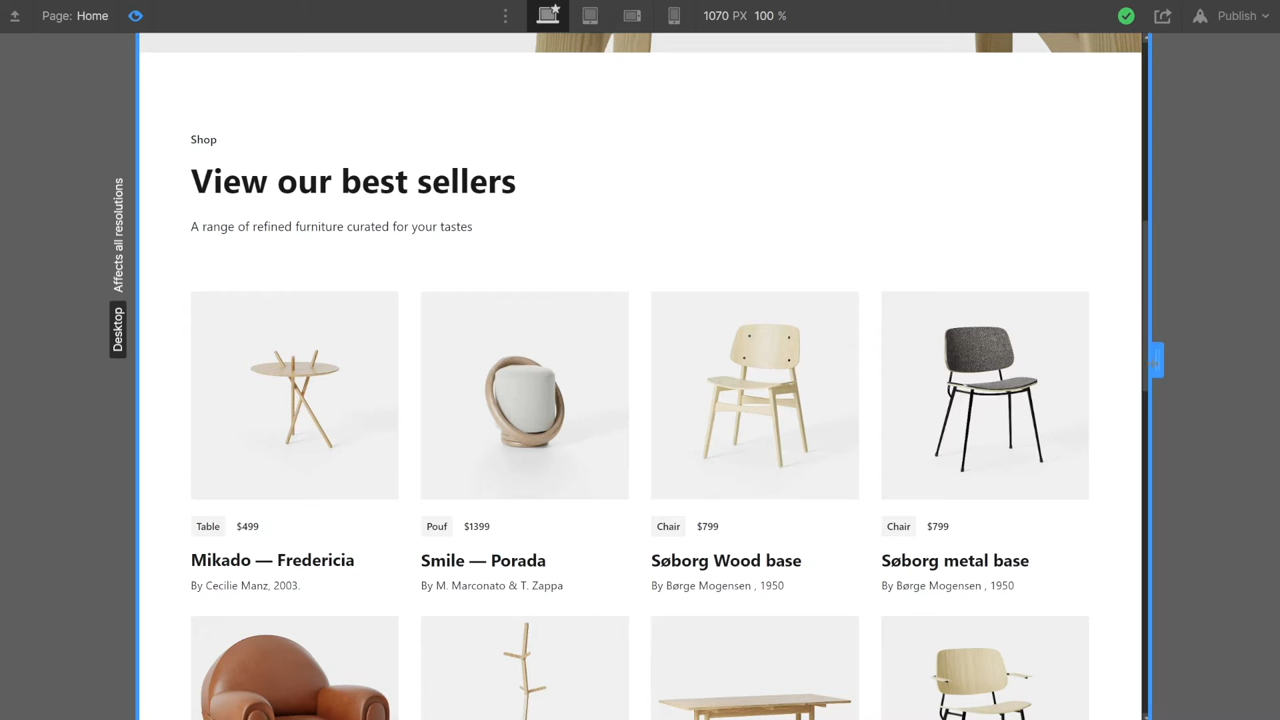 Page: Home
1070 PX 100 %
Publish
Affects all resolutions
Desktop
Shop
View our best sellers
A range of refined furniture curated for your tastes
Table $499
Mikado — Fredericia
By Cecilie Manz, 2003.
Pouf $1399
Smile — Porada
By M. Marconato & T. Zappa
Chair $799
Søborg Wood base
By Børge Mogensen , 1950
Chair $799
Søborg metal base
By Børge Mogensen , 1950